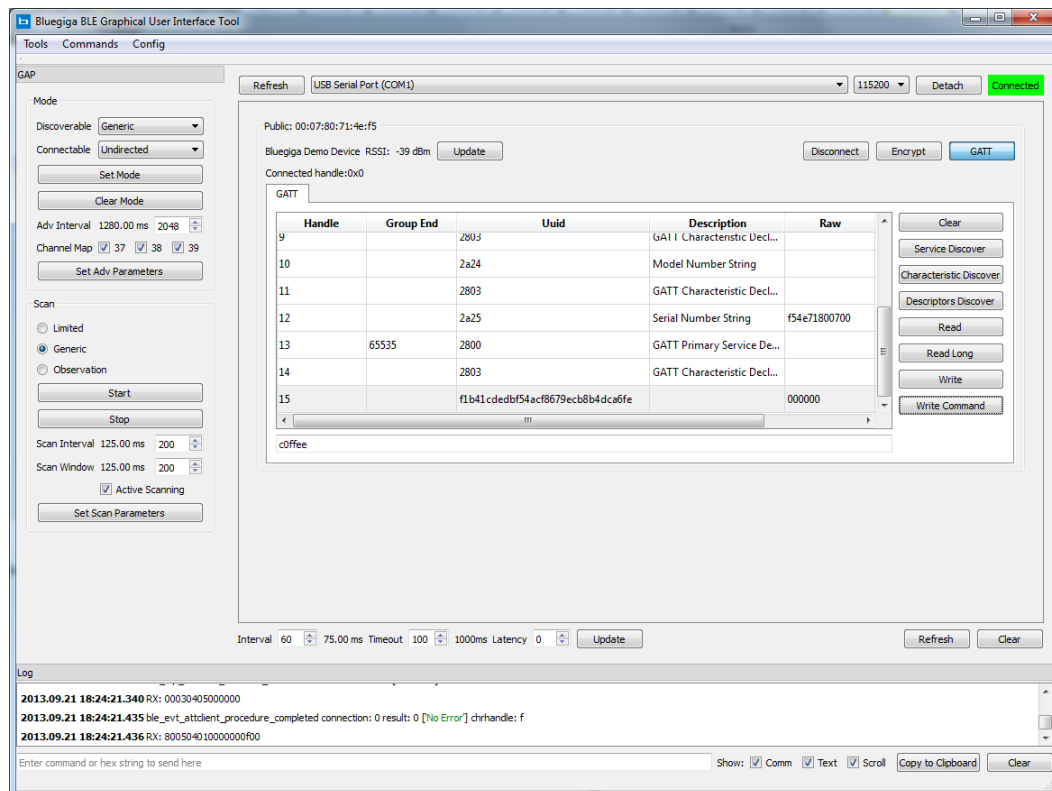 Bluegiga BLE Graphical User Interface Tool
Tools Commands Config
GAP
Mode
Discoverable Generic
Connectable Undirected
Set Mode
Clear Mode
Adv Interval 1280.00 ms 2048
Channel Map 37 38 39
Set Adv Parameters
Scan
Limited
Generic
Observation
Start
Stop
Scan Interval 125.00 ms 200
Scan Window 125.00 ms 200
Active Scanning
Set Scan Parameters
Refresh USB Serial Port (COM1) 115200 Detach Connected
Public: 00:07:80:71:4e:f5
Bluegiga Demo Device RSSI: -39 dBm Update Disconnect Encrypt GATT
Connected handle:0x0
GATT
Handle Group End Uuid Description Raw
9 2803 GATT Characteristic Decl...
10 2a24 Model Number String
11 2803 GATT Characteristic Decl...
12 2a25 Serial Number String f54e71800700
13 65535 2800 GATT Primary Service De...
14 2803 GATT Characteristic Decl...
15 f1b41cdedbf54acf8679ecb8b4dca6fe 000000
c0ffee
Clear
Service Discover
Characteristic Discover
Descriptors Discover
Read
Read Long
Write
Write Command
Interval 60 75.00 ms Timeout 100 1000ms Latency 0 Update Refresh Clear
Log
2013.09.21 18:24:21.340 RX: 00030405000000
2013.09.21 18:24:21.435 ble_evt_attclient_procedure_completed connection: 0 result: 0 ['No Error'] chrhandle: f
2013.09.21 18:24:21.436 RX: 800504010000000f00
Enter command or hex string to send here Show: Comm Text Scroll Copy to Clipboard Clear